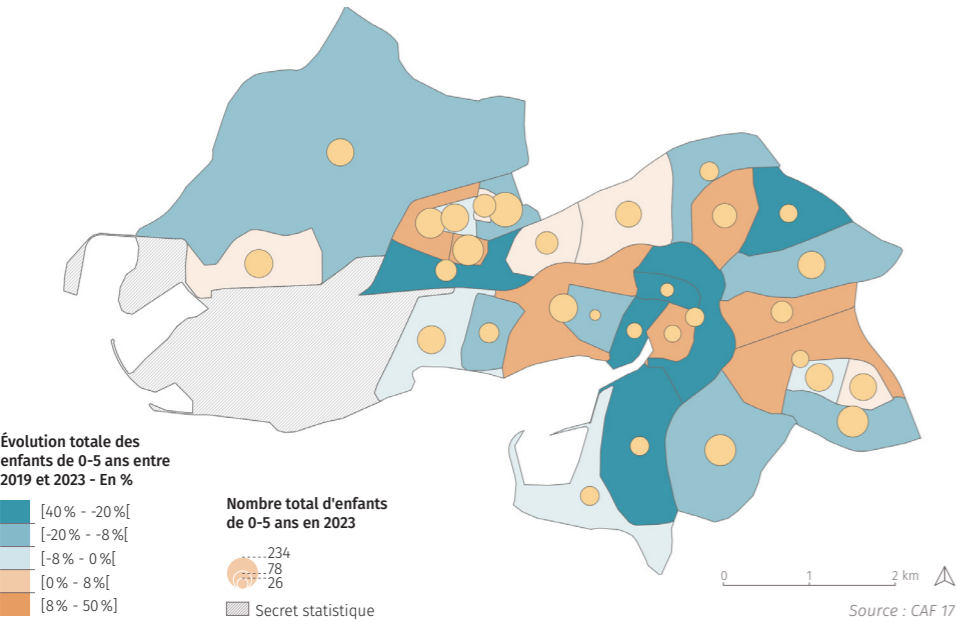 Évolution totale des
enfants de 0-5 ans entre
2019 et 2023 - En %
[40 % - -20 %[
[-20 % - -8 %[
[-8 % - 0 %[
[0 % - 8 %[
[8 % - 50 %]
Nombre total d'enfants
de 0-5 ans en 2023
234
78
26
Secret statistique
0 1 2 km
Source : CAF 17